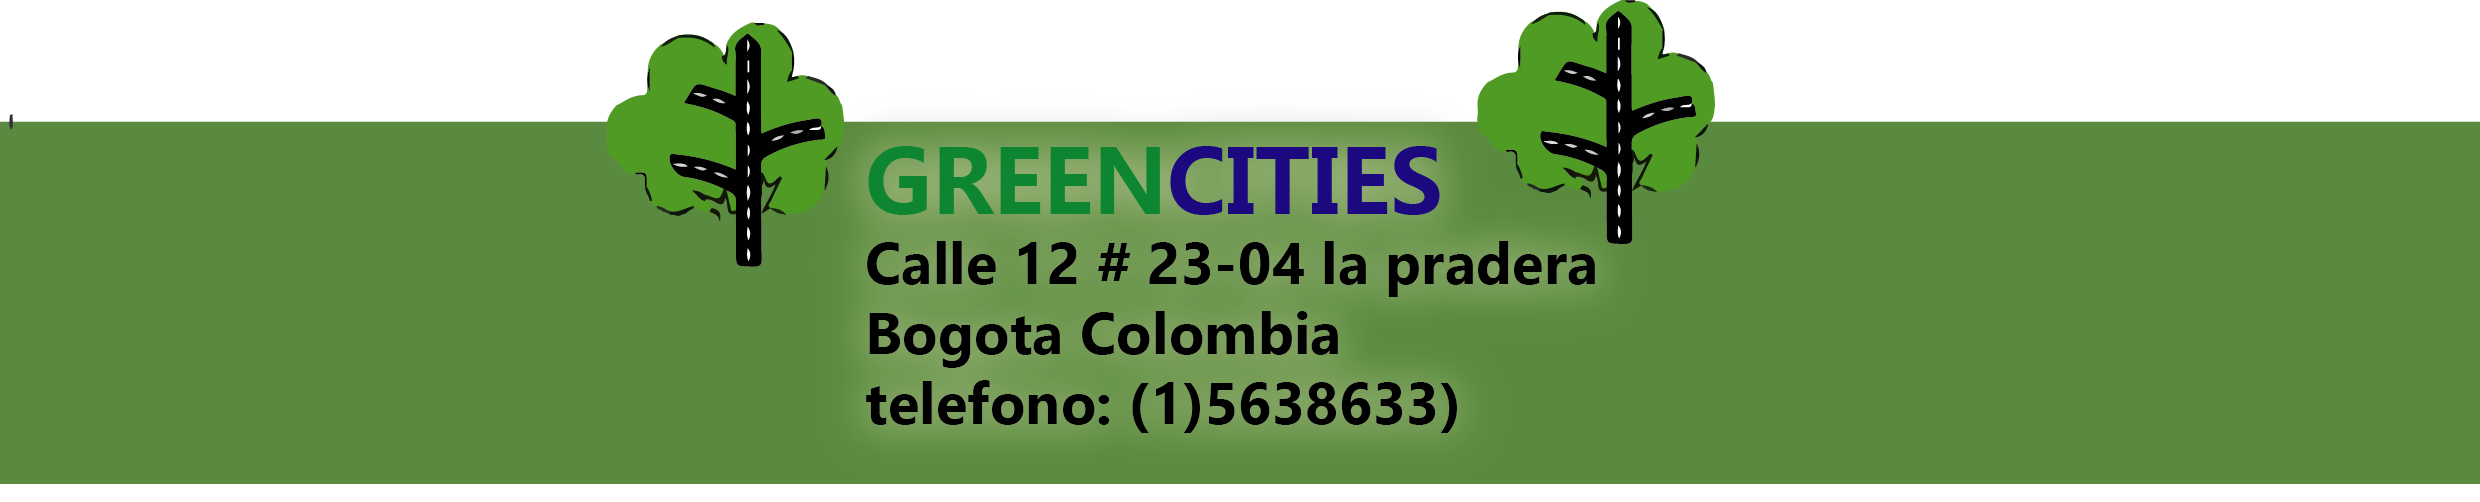 GREENCITIES
Calle 12 # 23-04 la pradera
Bogota Colombia
telefono: (1)5638633)